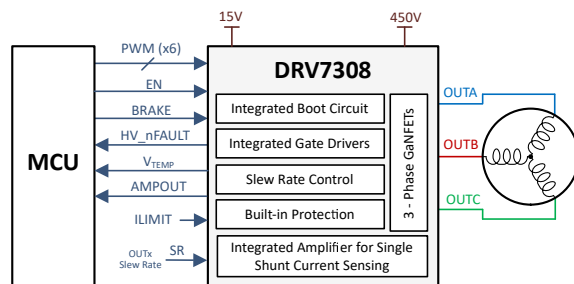 15V
450V
PWM (x6)
EN
BRAKE
HV_nFAULT
VTEMP
AMPOUT
ILIMIT
OUTx
Slew Rate
SR
MCU
DRV7308
Integrated Boot Circuit
Integrated Gate Drivers
Slew Rate Control
Built-in Protection
Integrated Amplifier for Single
Shunt Current Sensing
3 - Phase GaNFETs
OUTA
OUTB
OUTC